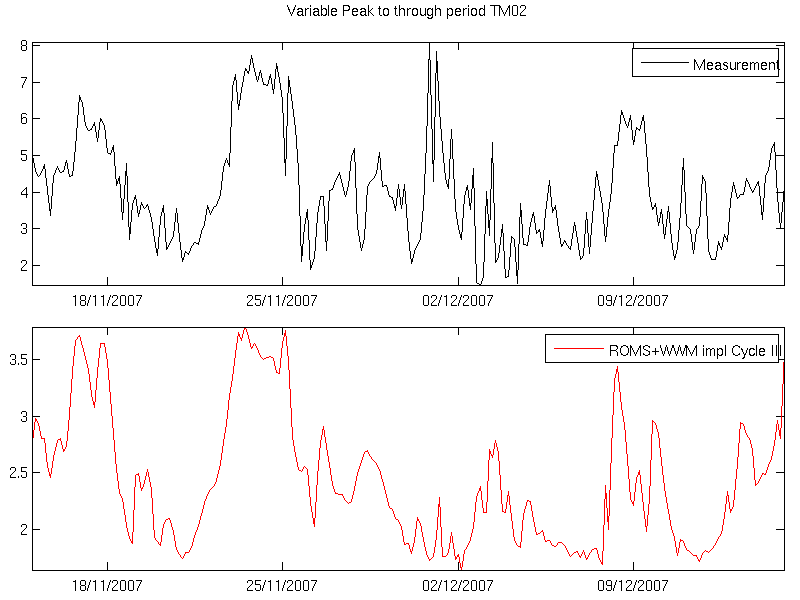 Variable Peak to through period TM02
8
7
6
5
4
3
2
Measurement
18/11/2007 25/11/2007 02/12/2007 09/12/2007
3.5
3
2.5
2
ROMS+WWM impl Cycle III
18/11/2007 25/11/2007 02/12/2007 09/12/2007